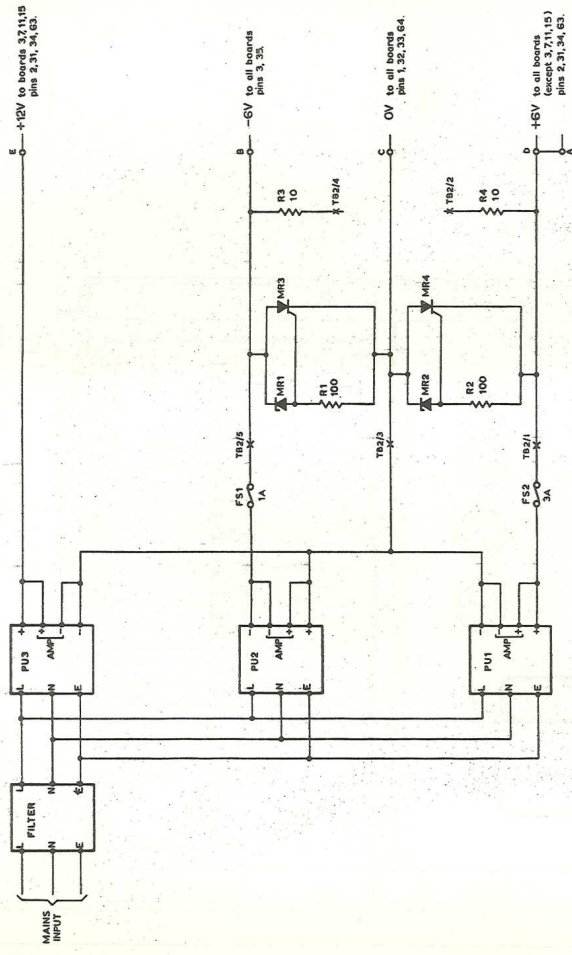 MAINS
INPUT
L
N
E
FILTER
L
N
E
L
N
E
PU3
+
+
AMP
-
-
E
+12V to boards 3,7,11,15
pins 2,31,34,63.
L
N
E
PU2
-
-
AMP
+
+
FS1
1A
TB2/5
MR1
MR3
R1
100
R3
10
TB2/4
B
-6V to all boards
pins 3, 35.
TB2/3
C
0V to all boards
pins 1,32,33,64.
L
N
E
PU1
-
-
AMP
+
+
FS2
3A
TB2/1
MR2
MR4
R2
100
TB2/2
R4
10
D
A
+6V to all boards
(except 3,7,11,15)
pins 2,31,34,63.